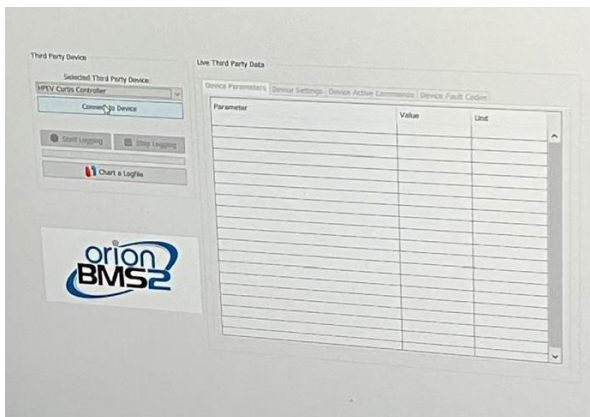 Third Party Device
Selected Third Party Device:
HPEV Curtis Controller
Connect to Device
Start Logging
Stop Logging
Chart a Logfile
orion
BMS2
Live Third Party Data
Device Parameters
Device Settings
Device Active Commands
Device Fault Codes
Parameter
Value
Unit